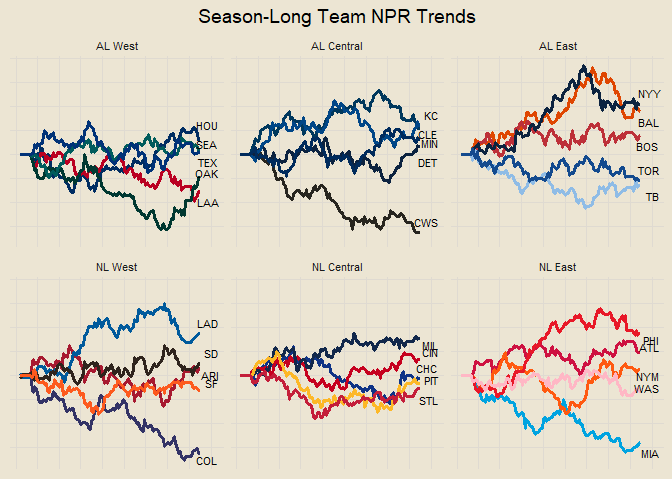 Season-Long Team NPR Trends
AL West
AL Central
AL East
HOU
SEA
TEX
OAK
LAA
KC
CLE
MIN
DET
CWS
NYY
BAL
BOS
TOR
TB
NL West
NL Central
NL East
LAD
SD
ARI
SF
COL
MIL
CIN
CHC
PIT
STL
PHI
ATL
NYM
WAS
MIA